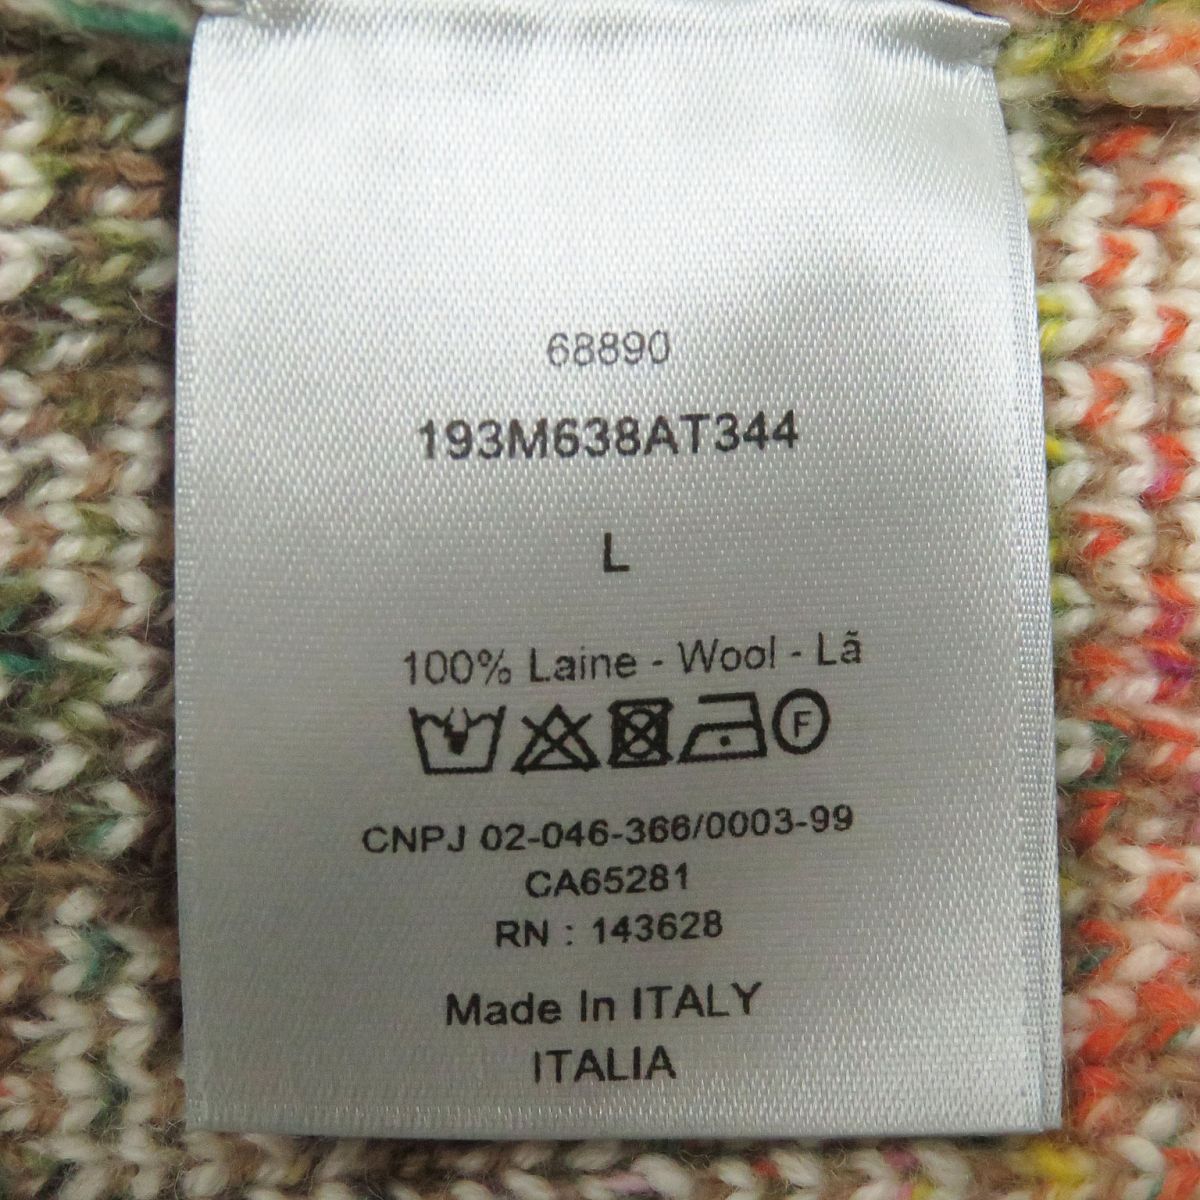 68890
193M638AT344
L
100% Laine - Wool - Lã
F
CNPJ 02-046-366/0003-99
CA65281
RN : 143628
Made In ITALY
ITALIA